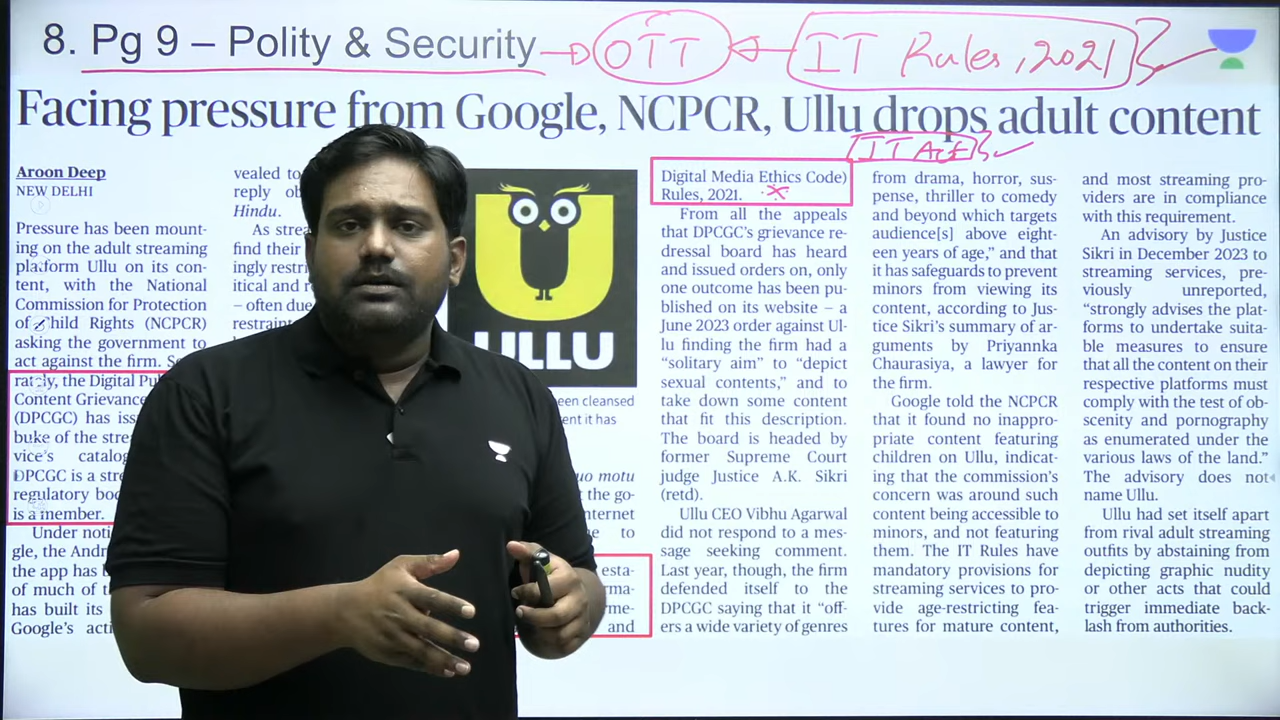 8. Pg 9 – Polity & Security
OTT
IT Rules, 2021
Facing pressure from Google, NCPCR, Ullu drops adult content
IT Act
Aroon Deep
NEW DELHI
Pressure has been mount-
ing on the adult streaming
platform Ullu on its con-
tent, with the National
Commission for Protection
of Child Rights (NCPCR)
asking the government to
act against the firm.
the Digital
Content Grievance
(DPCGC) has
buke of the
vice's
DPCGC is a
regulatory
is a member.
Under
gle, the
the app has
of much of
has built its
Google's
vealed to
reply
Hindu.
As
find their
ingly
itical and
– often due
ULLU
been cleansed
it has
motu
the go-
to
and
Digital Media Ethics Code)
Rules, 2021.
From all the appeals
that DPCGC's grievance re-
dressal board has heard
and issued orders on, only
one outcome has been pu-
blished on its website – a
June 2023 order against Ul-
lu finding the firm had a
"solitary aim" to "depict
sexual contents," and to
take down some content
that fit this description.
The board is headed by
former Supreme Court
judge Justice A.K. Sikri
(retd).
Ullu CEO Vibhu Agarwal
did not respond to a mes-
sage seeking comment.
Last year, though, the firm
defended itself to the
DPCGC saying that it "off-
ers a wide variety of genres
from drama, horror, sus-
pense, thriller to comedy
and beyond which targets
audience[s] above eight-
een years of age," and that
it has safeguards to prevent
minors from viewing its
content, according to Jus-
tice Sikri's summary of ar-
guments by Priyannka
Chaurasiya, a lawyer for
the firm.
Google told the NCPCR
that it found no inappro-
priate content featuring
children on Ullu, indicat-
ing that the commission's
concern was around such
content being accessible to
minors, and not featuring
them. The IT Rules have
mandatory provisions for
streaming services to pro-
vide age-restricting fea-
tures for mature content,
and most streaming pro-
viders are in compliance
with this requirement.
An advisory by Justice
Sikri in December 2023 to
streaming services, pre-
viously unreported,
"strongly advises the plat-
forms to undertake suita-
ble measures to ensure
that all the content on their
respective platforms must
comply with the test of ob-
scenity and pornography
as enumerated under the
various laws of the land."
The advisory does not
name Ullu.
Ullu had set itself apart
from rival adult streaming
outfits by abstaining from
depicting graphic nudity
or other acts that could
trigger immediate back-
lash from authorities.